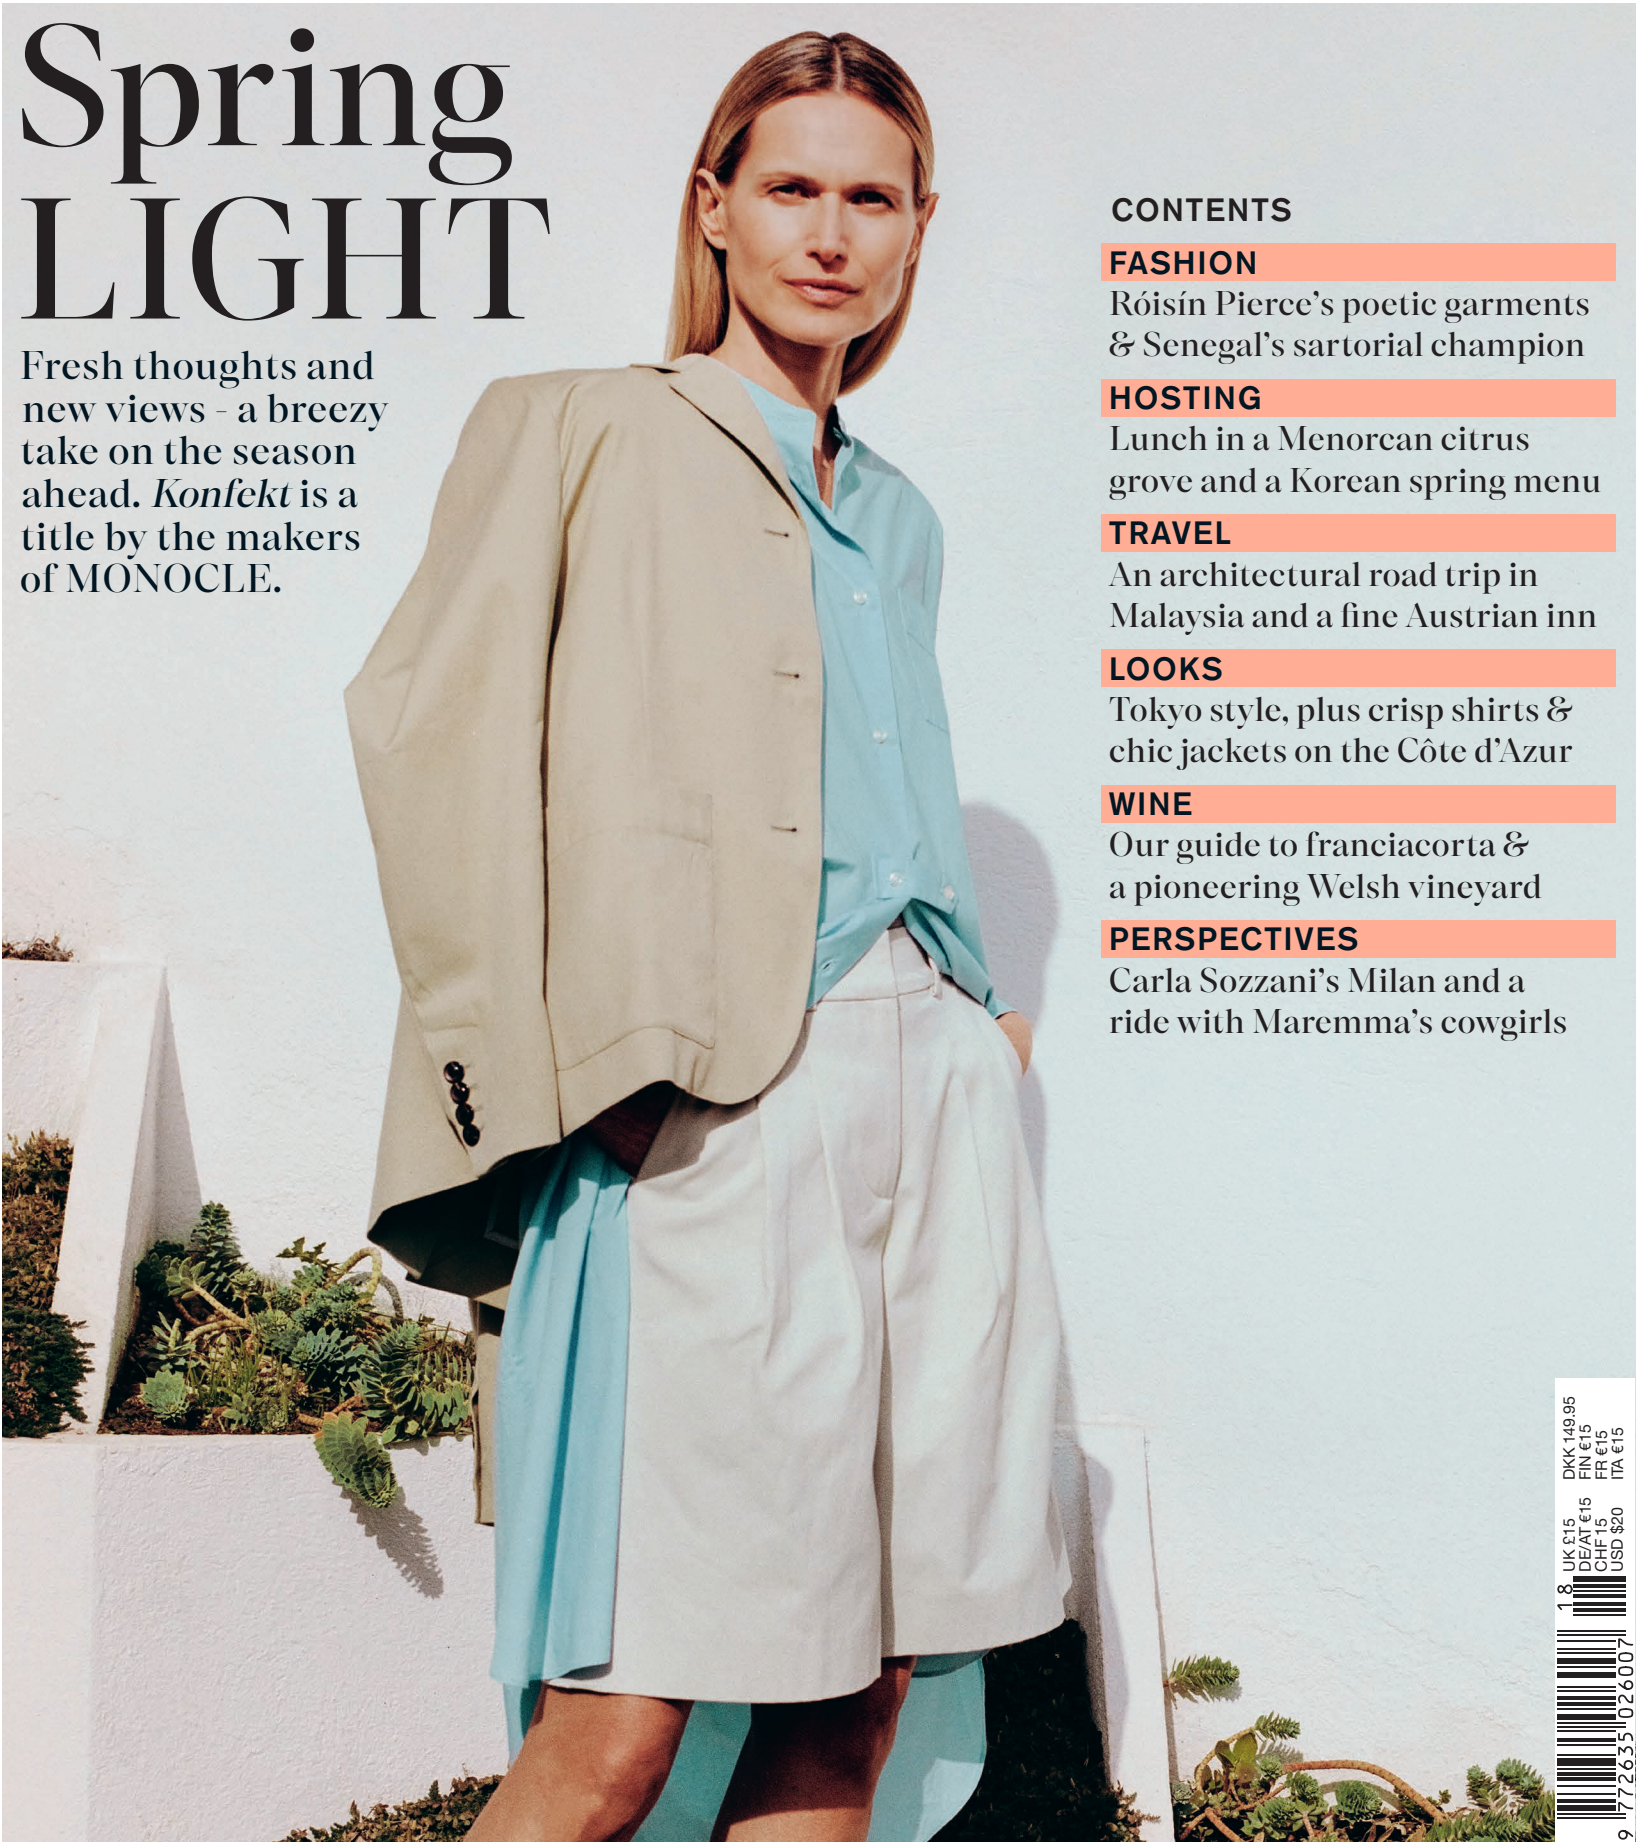 Spring
LIGHT
Fresh thoughts and
new views - a breezy
take on the season
ahead. Konfekt is a
title by the makers
of MONOCLE.
CONTENTS
FASHION
Róisín Pierce’s poetic garments
& Senegal’s sartorial champion
HOSTING
Lunch in a Menorcan citrus
grove and a Korean spring menu
TRAVEL
An architectural road trip in
Malaysia and a fine Austrian inn
LOOKS
Tokyo style, plus crisp shirts &
chic jackets on the Côte d’Azur
WINE
Our guide to franciacorta &
a pioneering Welsh vineyard
PERSPECTIVES
Carla Sozzani’s Milan and a
ride with Maremma’s cowgirls
UK £15 DKK 149.95
DE/AT €15 FIN €15
CHF 15 FR €15
USD $20 ITA €15
18
9 772635 026007